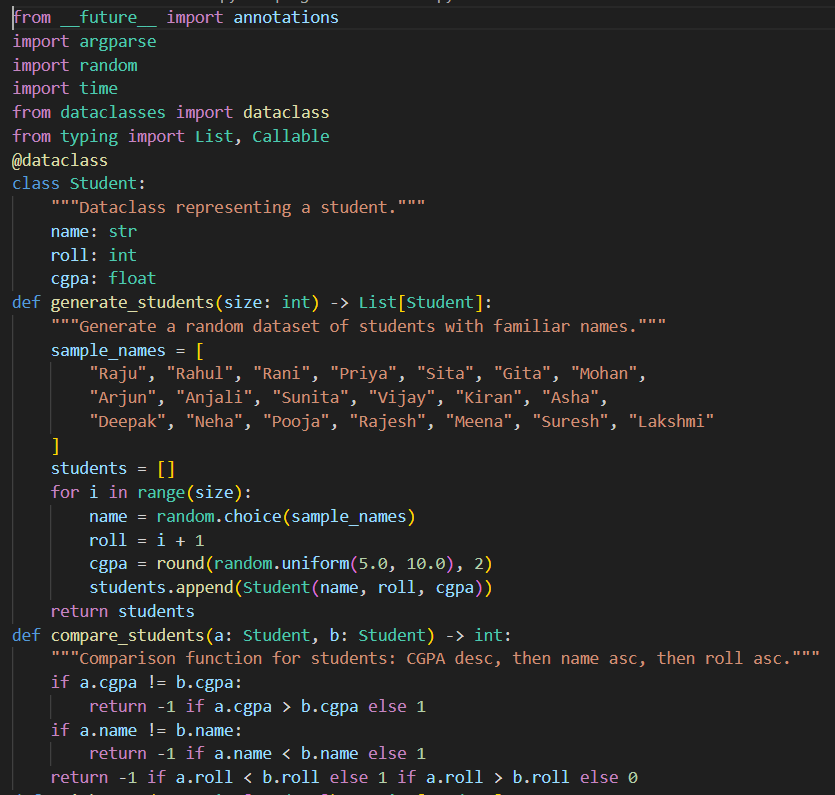 from __future__ import annotations
import argparse
import random
import time
from dataclasses import dataclass
from typing import List, Callable
@dataclass
class Student:
    """Dataclass representing a student."""
    name: str
    roll: int
    cgpa: float
def generate_students(size: int) -> List[Student]:
    """Generate a random dataset of students with familiar names."""
    sample_names = [
        "Raju", "Rahul", "Rani", "Priya", "Sita", "Gita", "Mohan",
        "Arjun", "Anjali", "Sunita", "Vijay", "Kiran", "Asha",
        "Deepak", "Neha", "Pooja", "Rajesh", "Meena", "Suresh", "Lakshmi"
    ]
    students = []
    for i in range(size):
        name = random.choice(sample_names)
        roll = i + 1
        cgpa = round(random.uniform(5.0, 10.0), 2)
        students.append(Student(name, roll, cgpa))
    return students
def compare_students(a: Student, b: Student) -> int:
    """Comparison function for students: CGPA desc, then name asc, then roll asc."""
    if a.cgpa != b.cgpa:
        return -1 if a.cgpa > b.cgpa else 1
    if a.name != b.name:
        return -1 if a.name < b.name else 1
    return -1 if a.roll < b.roll else 1 if a.roll > b.roll else 0